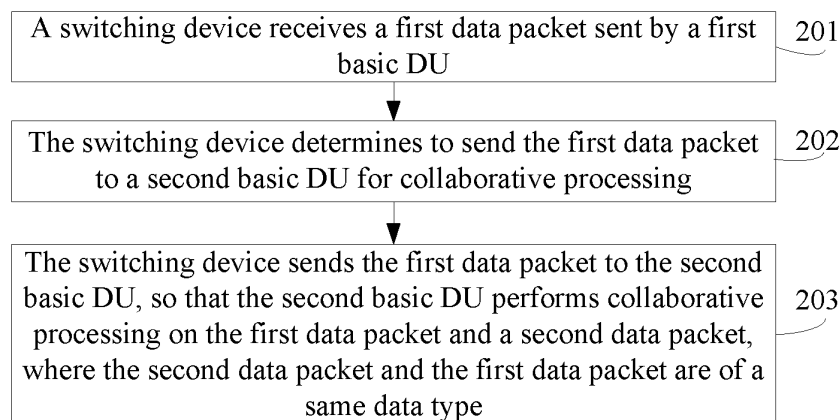 A switching device receives a first data packet sent by a first
basic DU
201
The switching device determines to send the first data packet
to a second basic DU for collaborative processing
202
The switching device sends the first data packet to the second
basic DU, so that the second basic DU performs collaborative
processing on the first data packet and a second data packet,
where the second data packet and the first data packet are of a
same data type
203